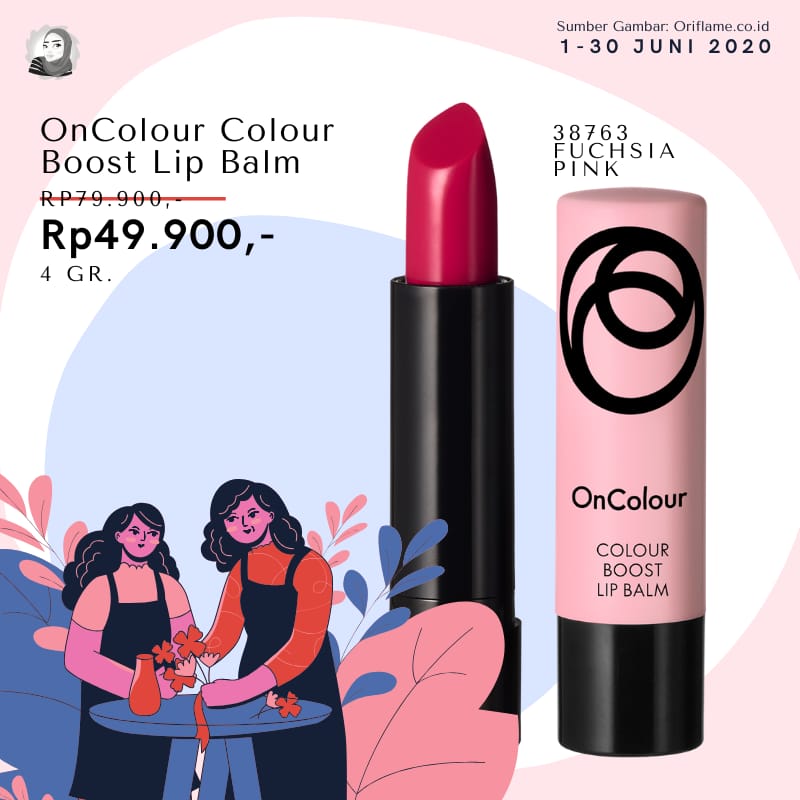 Sumber Gambar: Oriflame.co.id
1-30 JUNI 2020
OnColour Colour
Boost Lip Balm
RP79.900,-
Rp49.900,-
4 GR.
38763
FUCHSIA
PINK
OnColour
COLOUR
BOOST
LIP BALM